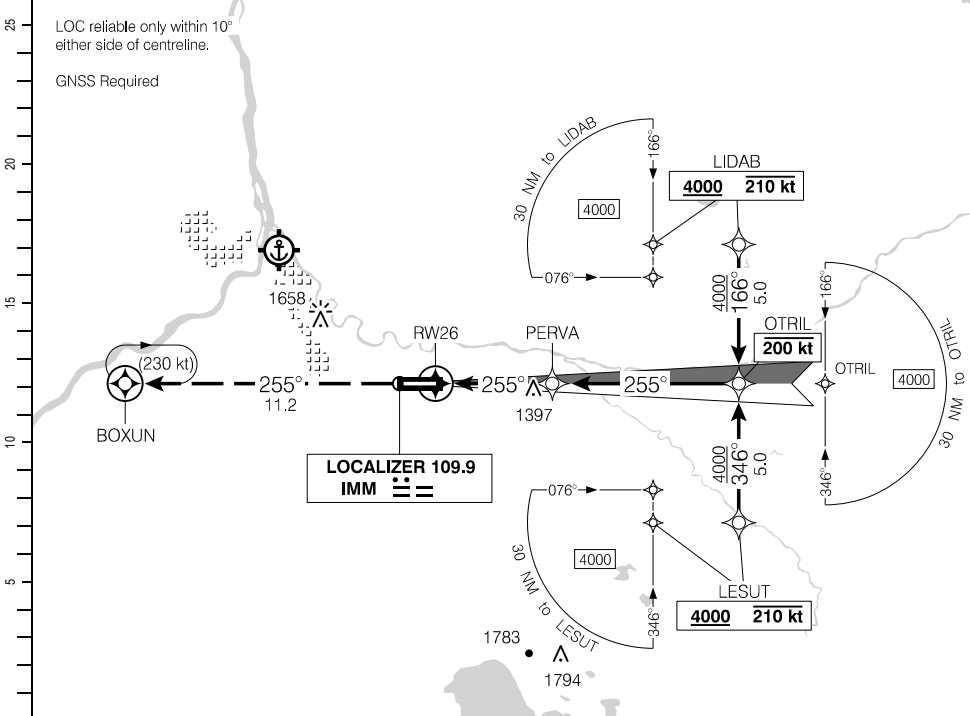 25
LOC reliable only within 10°
either side of centreline.
GNSS Required
20
15
10
5
30 NM to LIDAB
166°
4000
076°
LIDAB
4000 210 kt
4000
166°
5.0
OTRIL
200 kt
166°
OTRIL
4000
30 NM to OTRIL
346°
1658
RW26
PERVA
(230 kt)
255°
11.2
255°
255°
1397
BOXUN
LOCALIZER 109.9
IMM
4000
346°
5.0
076°
4000
30 NM to LESUT
346°
LESUT
4000 210 kt
1783
1794